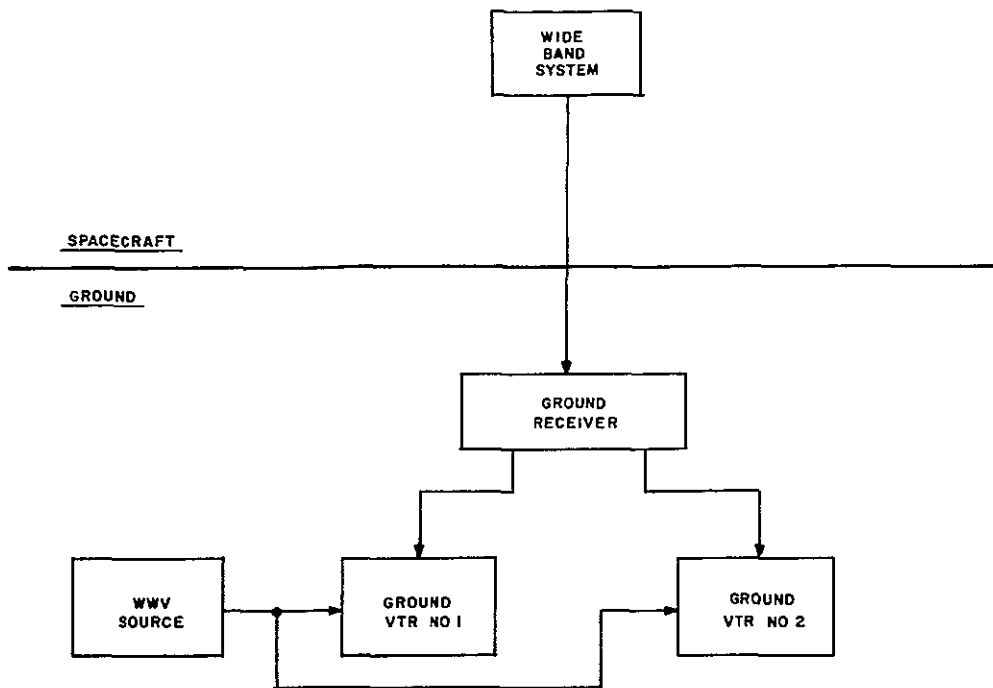 WIDE
BAND
SYSTEM
SPACECRAFT
GROUND
GROUND
RECEIVER
WWV
SOURCE
GROUND
VTR NO 1
GROUND
VTR NO 2